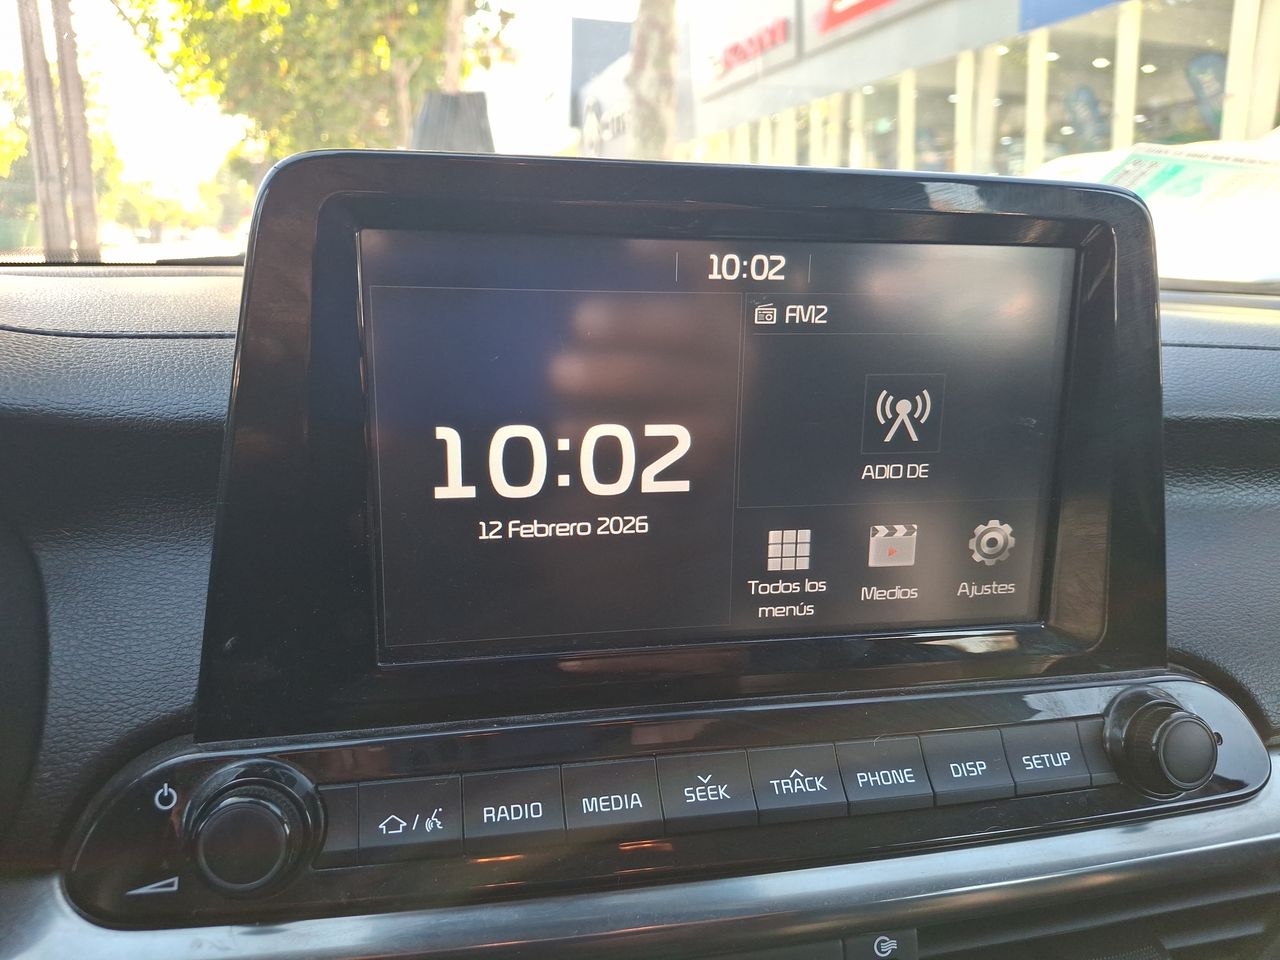 10:02
FM2
10:02
12 Febrero 2026
ADIO DE
Todos los
menús
Medios
Ajustes
RADIO
MEDIA
SEEK
TRACK
PHONE
DISP
SETUP